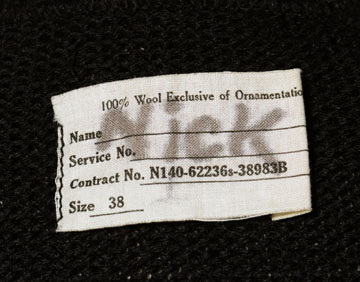 100% Wool Exclusive of Ornamentatio
Name
Nick
Service No.
Contract No. N140-62236s-38983B
Size 38